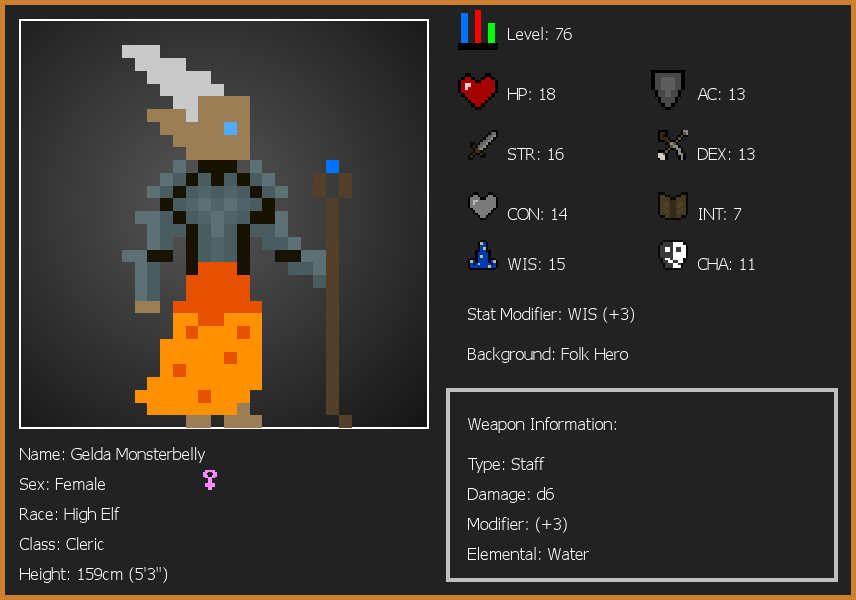 Level: 76
HP: 18
AC: 13
STR: 16
DEX: 13
CON: 14
INT: 7
WIS: 15
CHA: 11
Stat Modifier: WIS (+3)
Background: Folk Hero
Weapon Information:
Type: Staff
Damage: d6
Modifier: (+3)
Elemental: Water
Name: Gelda Monsterbelly
Sex: Female
Race: High Elf
Class: Cleric
Height: 159cm (5'3")